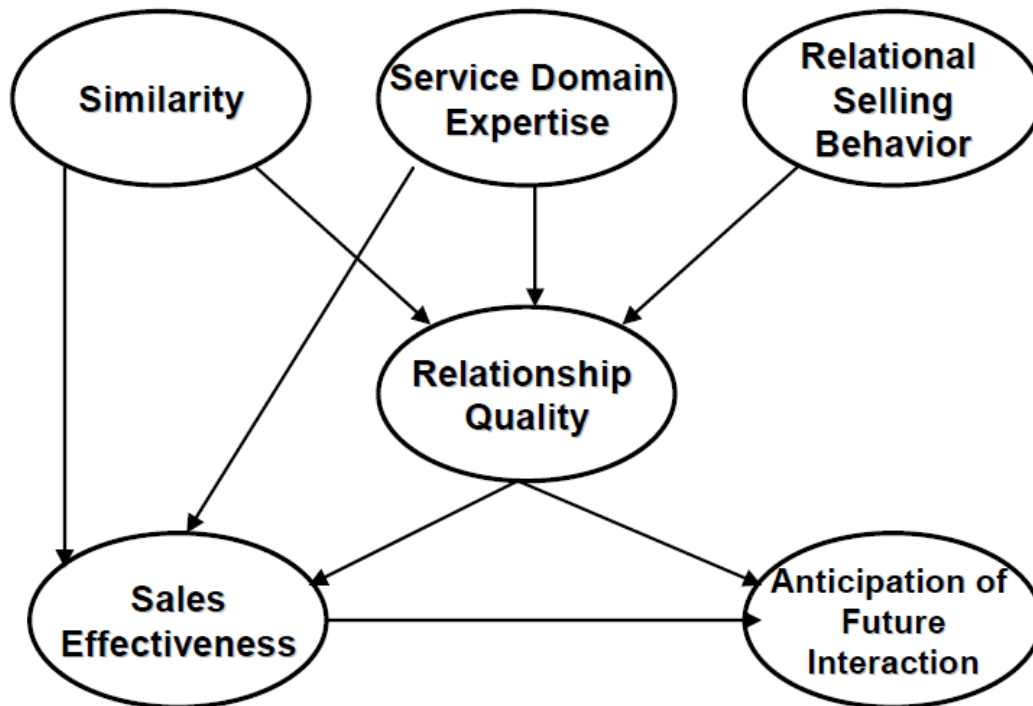 Similarity
Service Domain
Expertise
Relational
Selling
Behavior
Relationship
Quality
Sales
Effectiveness
Anticipation of
Future
Interaction